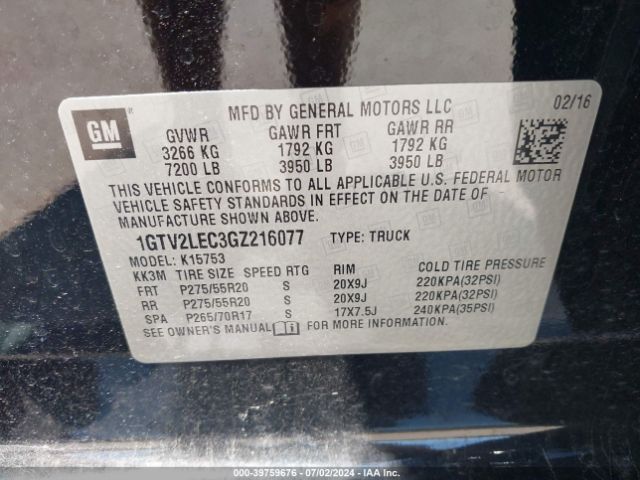 GM
MFD BY GENERAL MOTORS LLC 02/16
GVWR GAWR FRT GAWR RR
3266 KG 1792 KG 1792 KG
7200 LB 3950 LB 3950 LB
THIS VEHICLE CONFORMS TO ALL APPLICABLE U.S. FEDERAL MOTOR
VEHICLE SAFETY STANDARDS IN EFFECT ON THE DATE OF
MANUFACTURE SHOWN ABOVE.
1GTV2LEC3GZ216077 TYPE: TRUCK
MODEL: K15753
KK3M TIRE SIZE SPEED RTG RIM COLD TIRE PRESSURE
FRT P275/55R20 S 20X9J 220KPA(32PSI)
RR P275/55R20 S 20X9J 220KPA(32PSI)
SPA P265/70R17 S 17X7.5J 240KPA(35PSI)
SEE OWNER'S MANUAL FOR MORE INFORMATION.
000-39759676 - 07/02/2024 - IAA Inc.